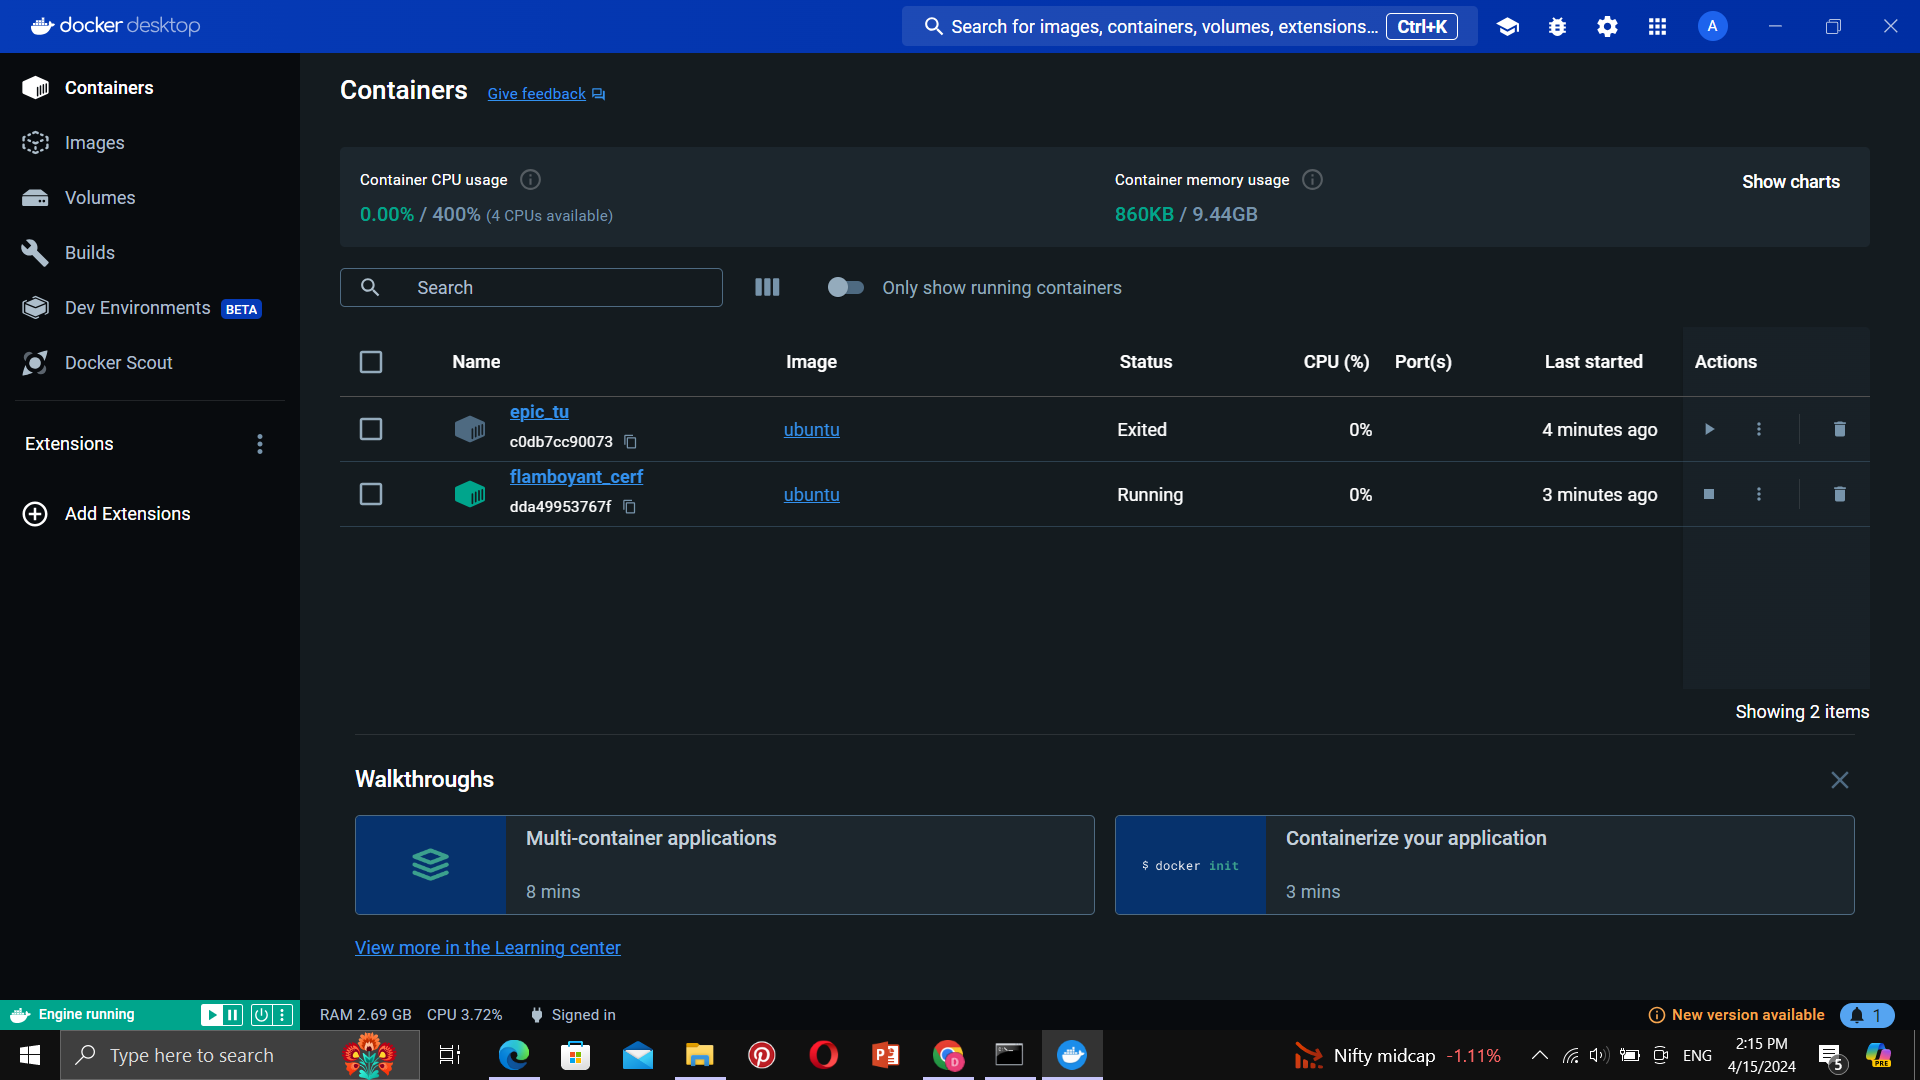 docker desktop
Search for images, containers, volumes, extensions... Ctrl+K
A
Containers
Images
Volumes
Builds
Dev Environments BETA
Docker Scout
Extensions
Add Extensions
Containers Give feedback
Container CPU usage
0.00% / 400% (4 CPUs available)
Container memory usage
860KB / 9.44GB
Show charts
Search
Only show running containers
Name Image Status CPU (%) Port(s) Last started Actions
epic_tu
c0db7cc90073
ubuntu Exited 0% 4 minutes ago
flamboyant_cerf
dda49953767f
ubuntu Running 0% 3 minutes ago
Showing 2 items
Walkthroughs
Multi-container applications
8 mins
$ docker init
Containerize your application
3 mins
View more in the Learning center
Engine running
RAM 2.69 GB CPU 3.72% Signed in
New version available
1
Type here to search
Nifty midcap -1.11%
ENG
2:15 PM
4/15/2024
5
PRE